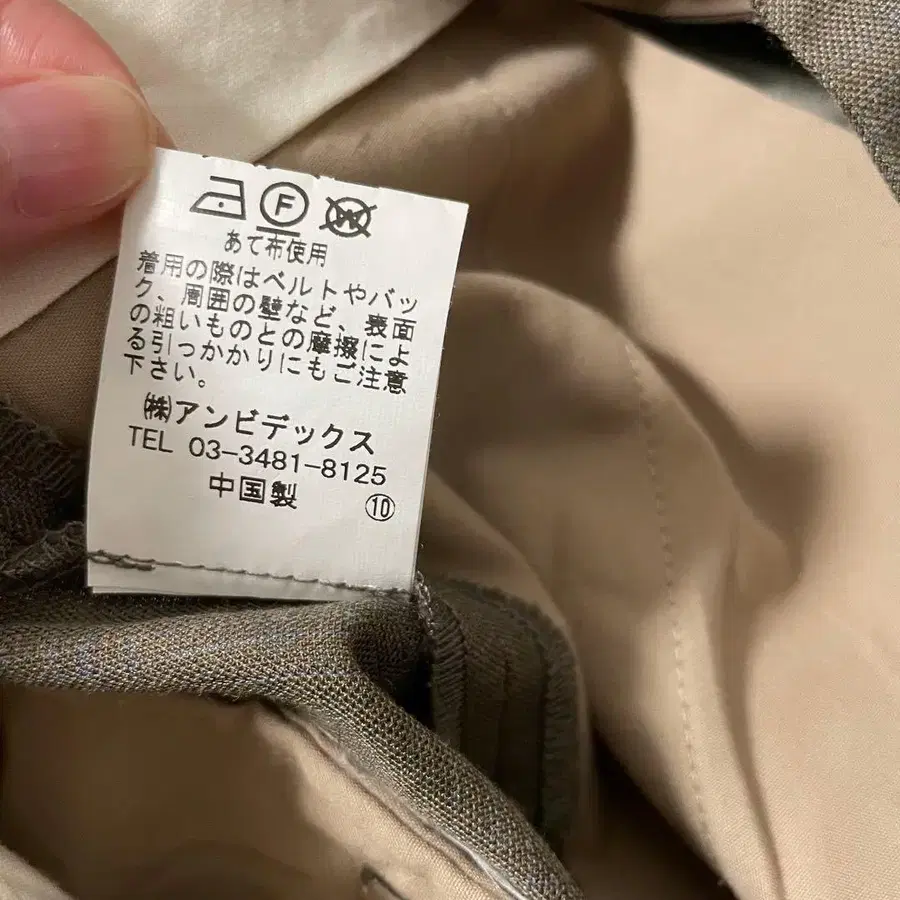 F W
あて布使用
着用の際はベルトやバッ
ク、周囲の壁など、表面
の粗いものとの摩擦によ
る引っかかりにもご注意
下さい。
㈱アンビデックス
TEL 03-3481-8125
中国製 ⑩